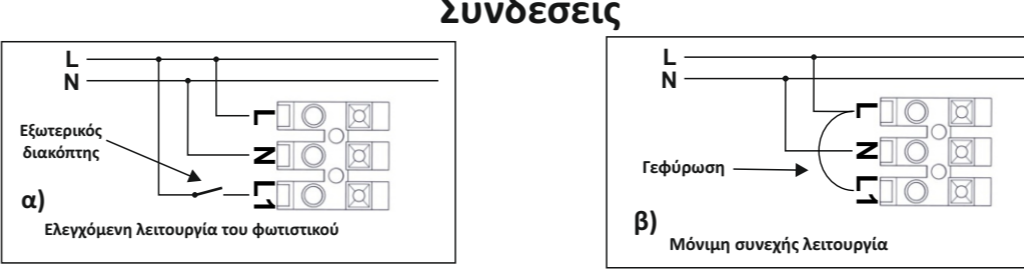 Συνδέσεις
L
N
L
N
L1
Εξωτερικός
διακόπτης
α)
Ελεγχόμενη λειτουργία του φωτιστικού
L
N
L
N
L1
Γεφύρωση
β)
Μόνιμη συνεχής λειτουργία